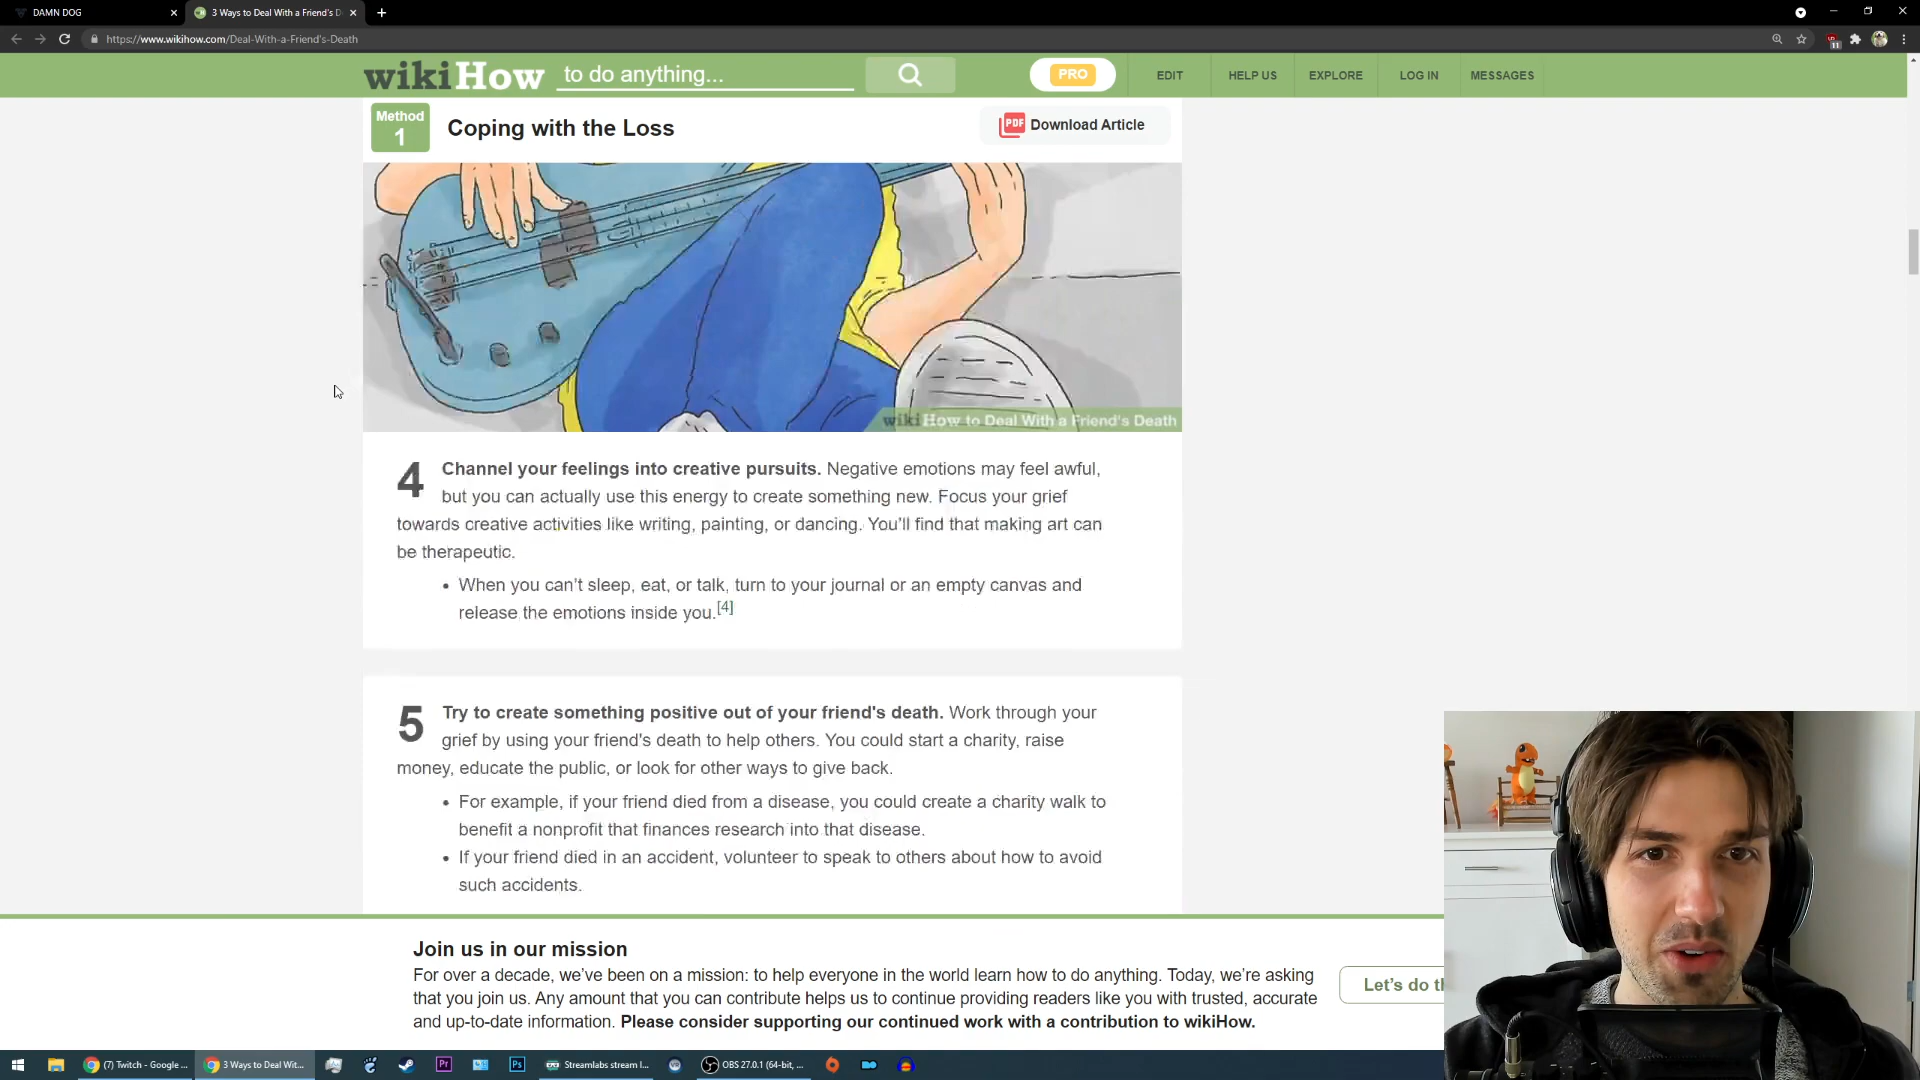 DAMN DOG
3 Ways to Deal With a Friend's D
https://www.wikihow.com/Deal-With-a-Friend's-Death
11
wikiHow to do anything... PRO EDIT HELP US EXPLORE LOG IN MESSAGES
Method
1
Coping with the Loss
PDF Download Article
wikiHow to Deal With a Friend's Death
4 Channel your feelings into creative pursuits. Negative emotions may feel awful,
but you can actually use this energy to create something new. Focus your grief
towards creative activities like writing, painting, or dancing. You'll find that making art can
be therapeutic.
• When you can't sleep, eat, or talk, turn to your journal or an empty canvas and
release the emotions inside you.[4]
5 Try to create something positive out of your friend's death. Work through your
grief by using your friend's death to help others. You could start a charity, raise
money, educate the public, or look for other ways to give back.
• For example, if your friend died from a disease, you could create a charity walk to
benefit a nonprofit that finances research into that disease.
• If your friend died in an accident, volunteer to speak to others about how to avoid
such accidents.
Join us in our mission
For over a decade, we've been on a mission: to help everyone in the world learn how to do anything. Today, we're asking
that you join us. Any amount that you can contribute helps us to continue providing readers like you with trusted, accurate
and up-to-date information. Please consider supporting our continued work with a contribution to wikiHow.
Let's do t
(7) Twitch - Google ...
3 Ways to Deal Wit...
Pr
Ps
Streamlabs stream l...
OBS 27.0.1 (64-bit, ...